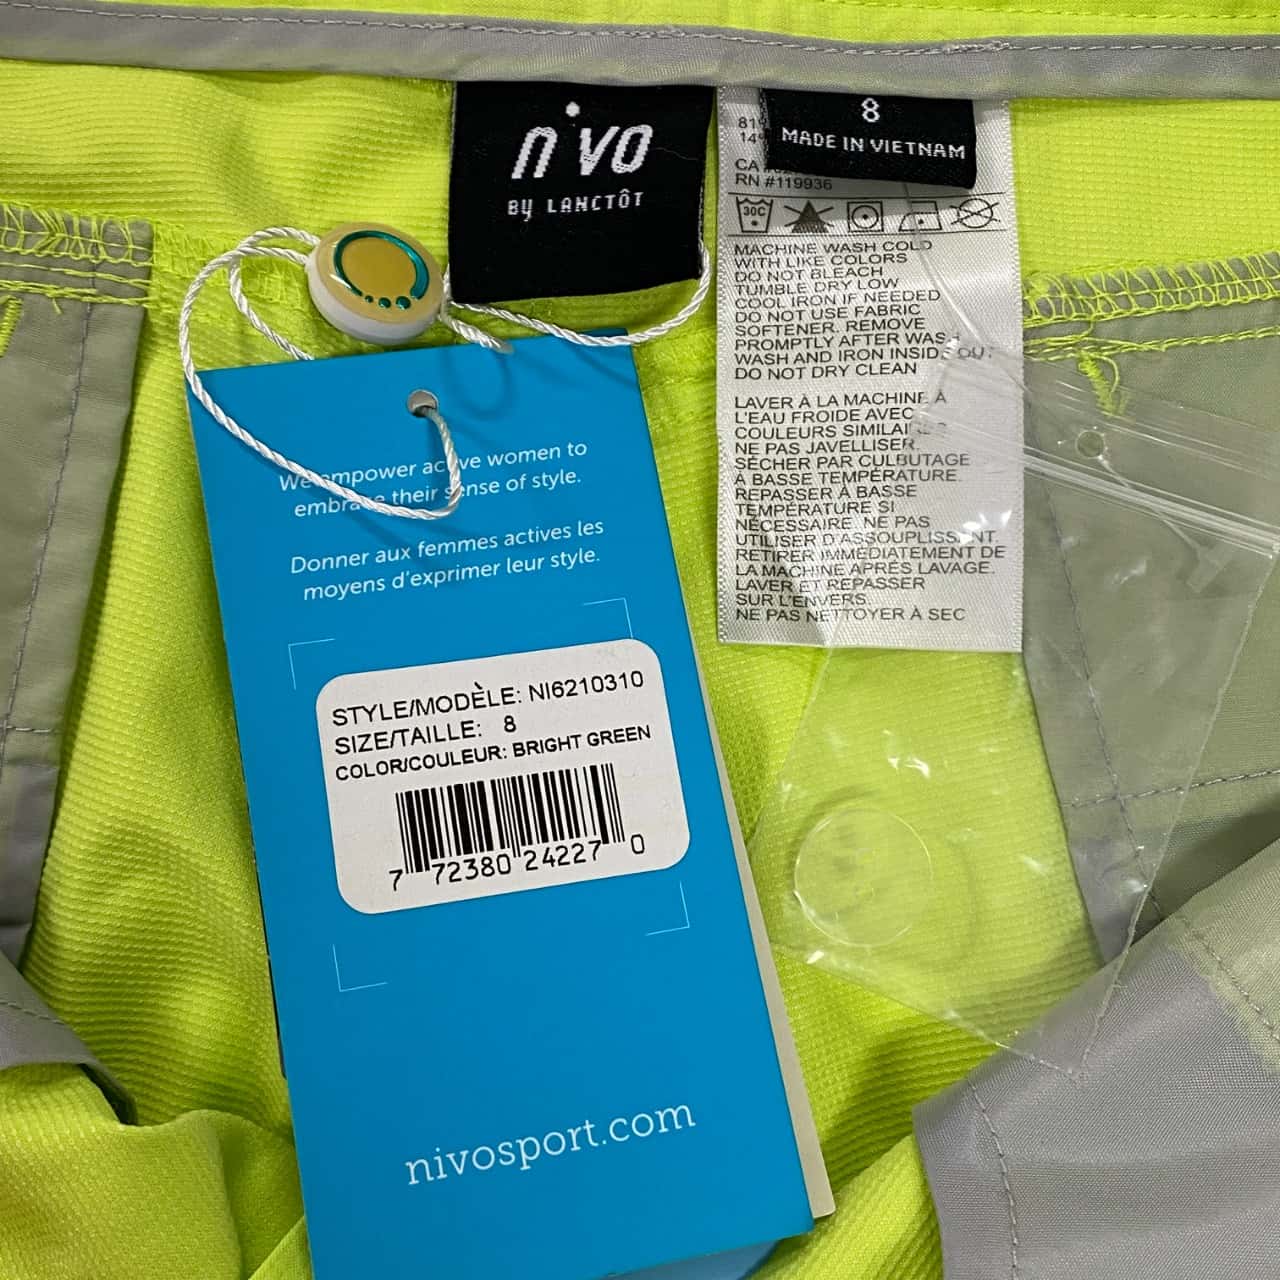 nivo
BY LANCTÔT
8
MADE IN VIETNAM
81
14
CA
RN #119936
30C
MACHINE WASH COLD
WITH LIKE COLORS
DO NOT BLEACH
TUMBLE DRY LOW
COOL IRON IF NEEDED
DO NOT USE FABRIC
SOFTENER. REMOVE
PROMPTLY AFTER WASH
WASH AND IRON INSIDE OUT
DO NOT DRY CLEAN
LAVER À LA MACHINE À
L'EAU FROIDE AVEC
COULEURS SIMILAIRES
NE PAS JAVELLISER.
SÉCHER PAR CULBUTAGE
À BASSE TEMPÉRATURE.
REPASSER À BASSE
TEMPÉRATURE SI
NÉCESSAIRE. NE PAS
UTILISER D'ASSOUPLISSANT.
RETIRER IMMÉDIATEMENT DE
LA MACHINE APRÈS LAVAGE.
LAVER ET REPASSER
SUR L'ENVERS.
NE PAS NETTOYER À SEC
We empower active women to
embrace their sense of style.
Donner aux femmes actives les
moyens d'exprimer leur style.
STYLE/MODÈLE: NI6210310
SIZE/TAILLE: 8
COLOR/COULEUR: BRIGHT GREEN
7 72380 24227 0
nivosport.com